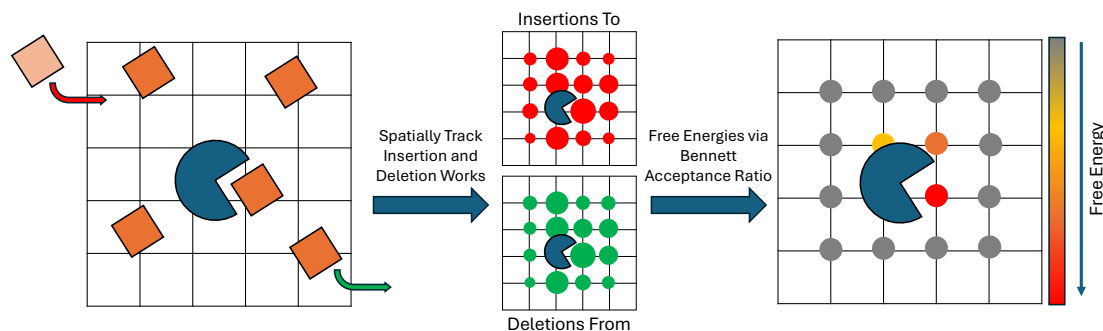 Insertions To
Spatially Track
Insertion and
Deletion Works
Free Energies via
Bennett
Acceptance Ratio
Free Energy
Deletions From